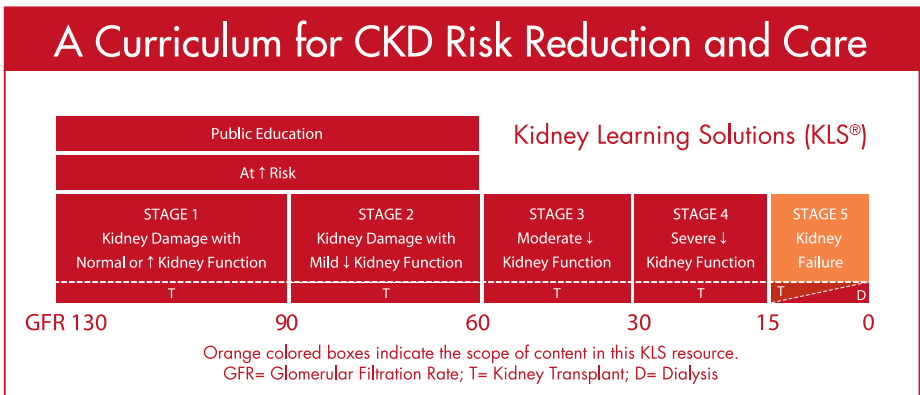 A Curriculum for CKD Risk Reduction and Care
Public Education
Kidney Learning Solutions (KLS®)
At ↑ Risk
STAGE 1
Kidney Damage with
Normal or ↑ Kidney Function
T
STAGE 2
Kidney Damage with
Mild ↓ Kidney Function
T
STAGE 3
Moderate ↓
Kidney Function
T
STAGE 4
Severe ↓
Kidney Function
T
STAGE 5
Kidney
Failure
T
D
GFR 130 90 60 30 15 0
Orange colored boxes indicate the scope of content in this KLS resource.
GFR= Glomerular Filtration Rate; T= Kidney Transplant; D= Dialysis